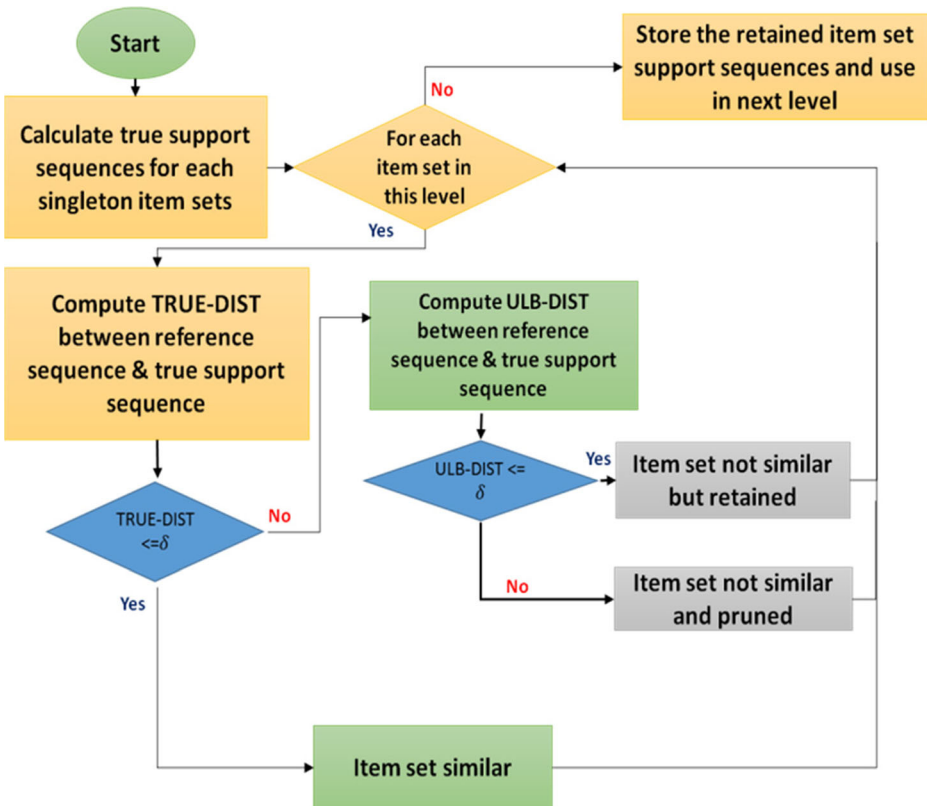 Start
Calculate true support
sequences for each
singleton item sets
For each
item set in
this level
No
Store the retained item set
support sequences and use
in next level
Yes
Compute TRUE-DIST
between reference
sequence & true support
sequence
Compute ULB-DIST
between reference
sequence & true support
sequence
TRUE-DIST
<=δ
No
ULB-DIST <=
δ
Yes
Item set not similar
but retained
No
Item set not similar
and pruned
Yes
Item set similar